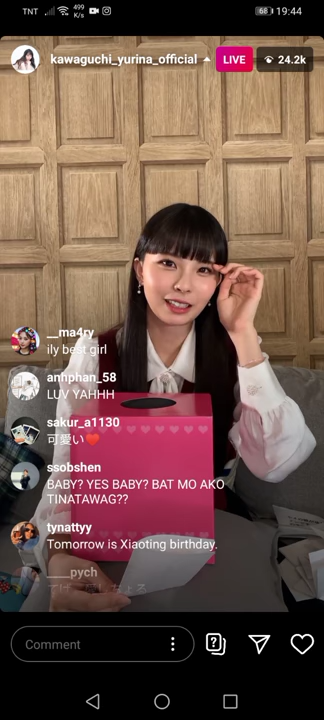 TNT
499
K/s
68
19:44
kawaguchi_yurina_official
LIVE
24.2k
__ma4ry
ily best girl
anhphan_58
LUV YAHHH
sakur_a1130
可愛い❤️
ssobshen
BABY? YES BABY? BAT MO AKO
TINATAWAG??
tynattyy
Tomorrow is Xiaoting birthday.
____pych
Comment